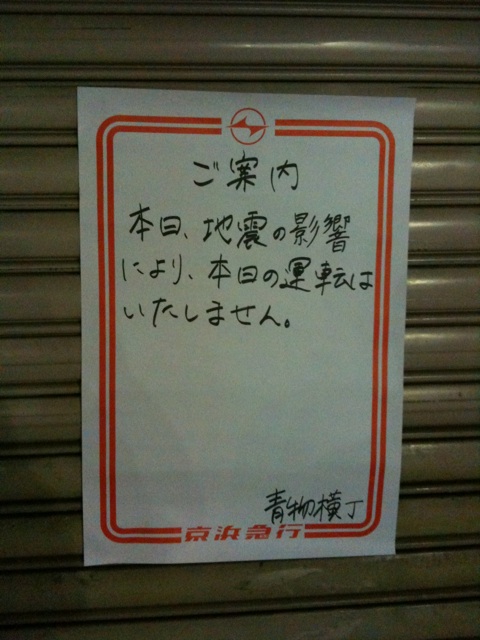 ご案内
本日、地震の影響
により、本日の運転は
いたしません。
青物横丁
京浜急行